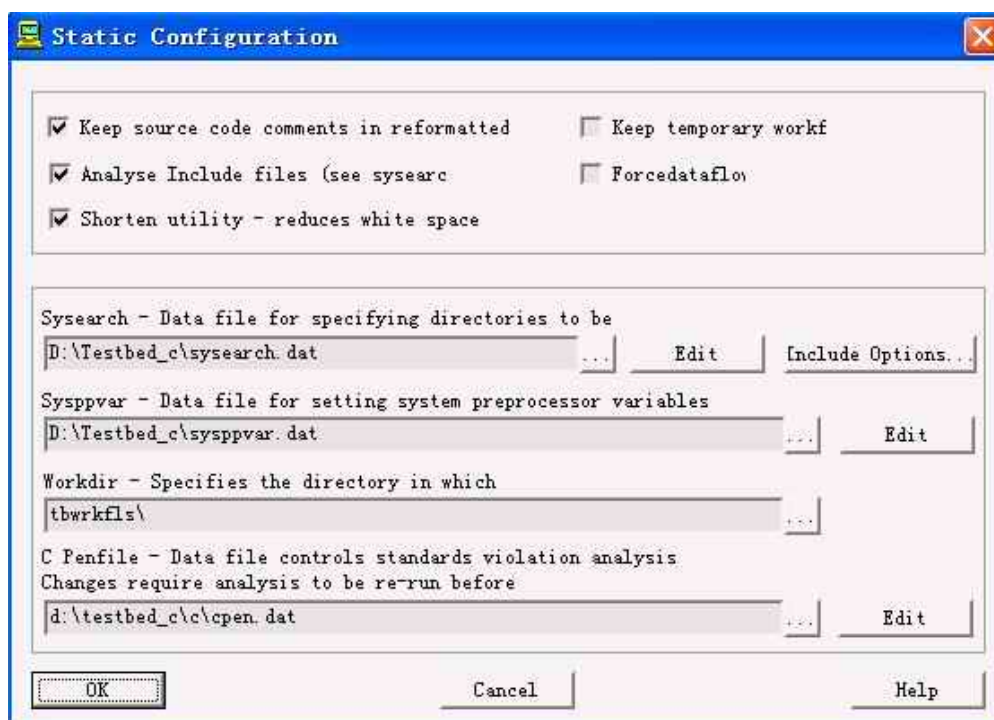 Static Configuration
Keep source code comments in reformatted
Keep temporary workf
Analyse Include files (see sysearc
Forcedataflow
Shorten utility - reduces white space
Sysearch - Data file for specifying directories to be
D:\Testbed_c\sysearch.dat
...
Edit
Include Options...
Sysppvar - Data file for setting system preprocessor variables
D:\Testbed_c\sysppvar.dat
...
Edit
Workdir - Specifies the directory in which
tbwrkfls\
...
C Penfile - Data file controls standards violation analysis
Changes require analysis to be re-run before
d:\testbed_c\c\cpen.dat
...
Edit
OK
Cancel
Help